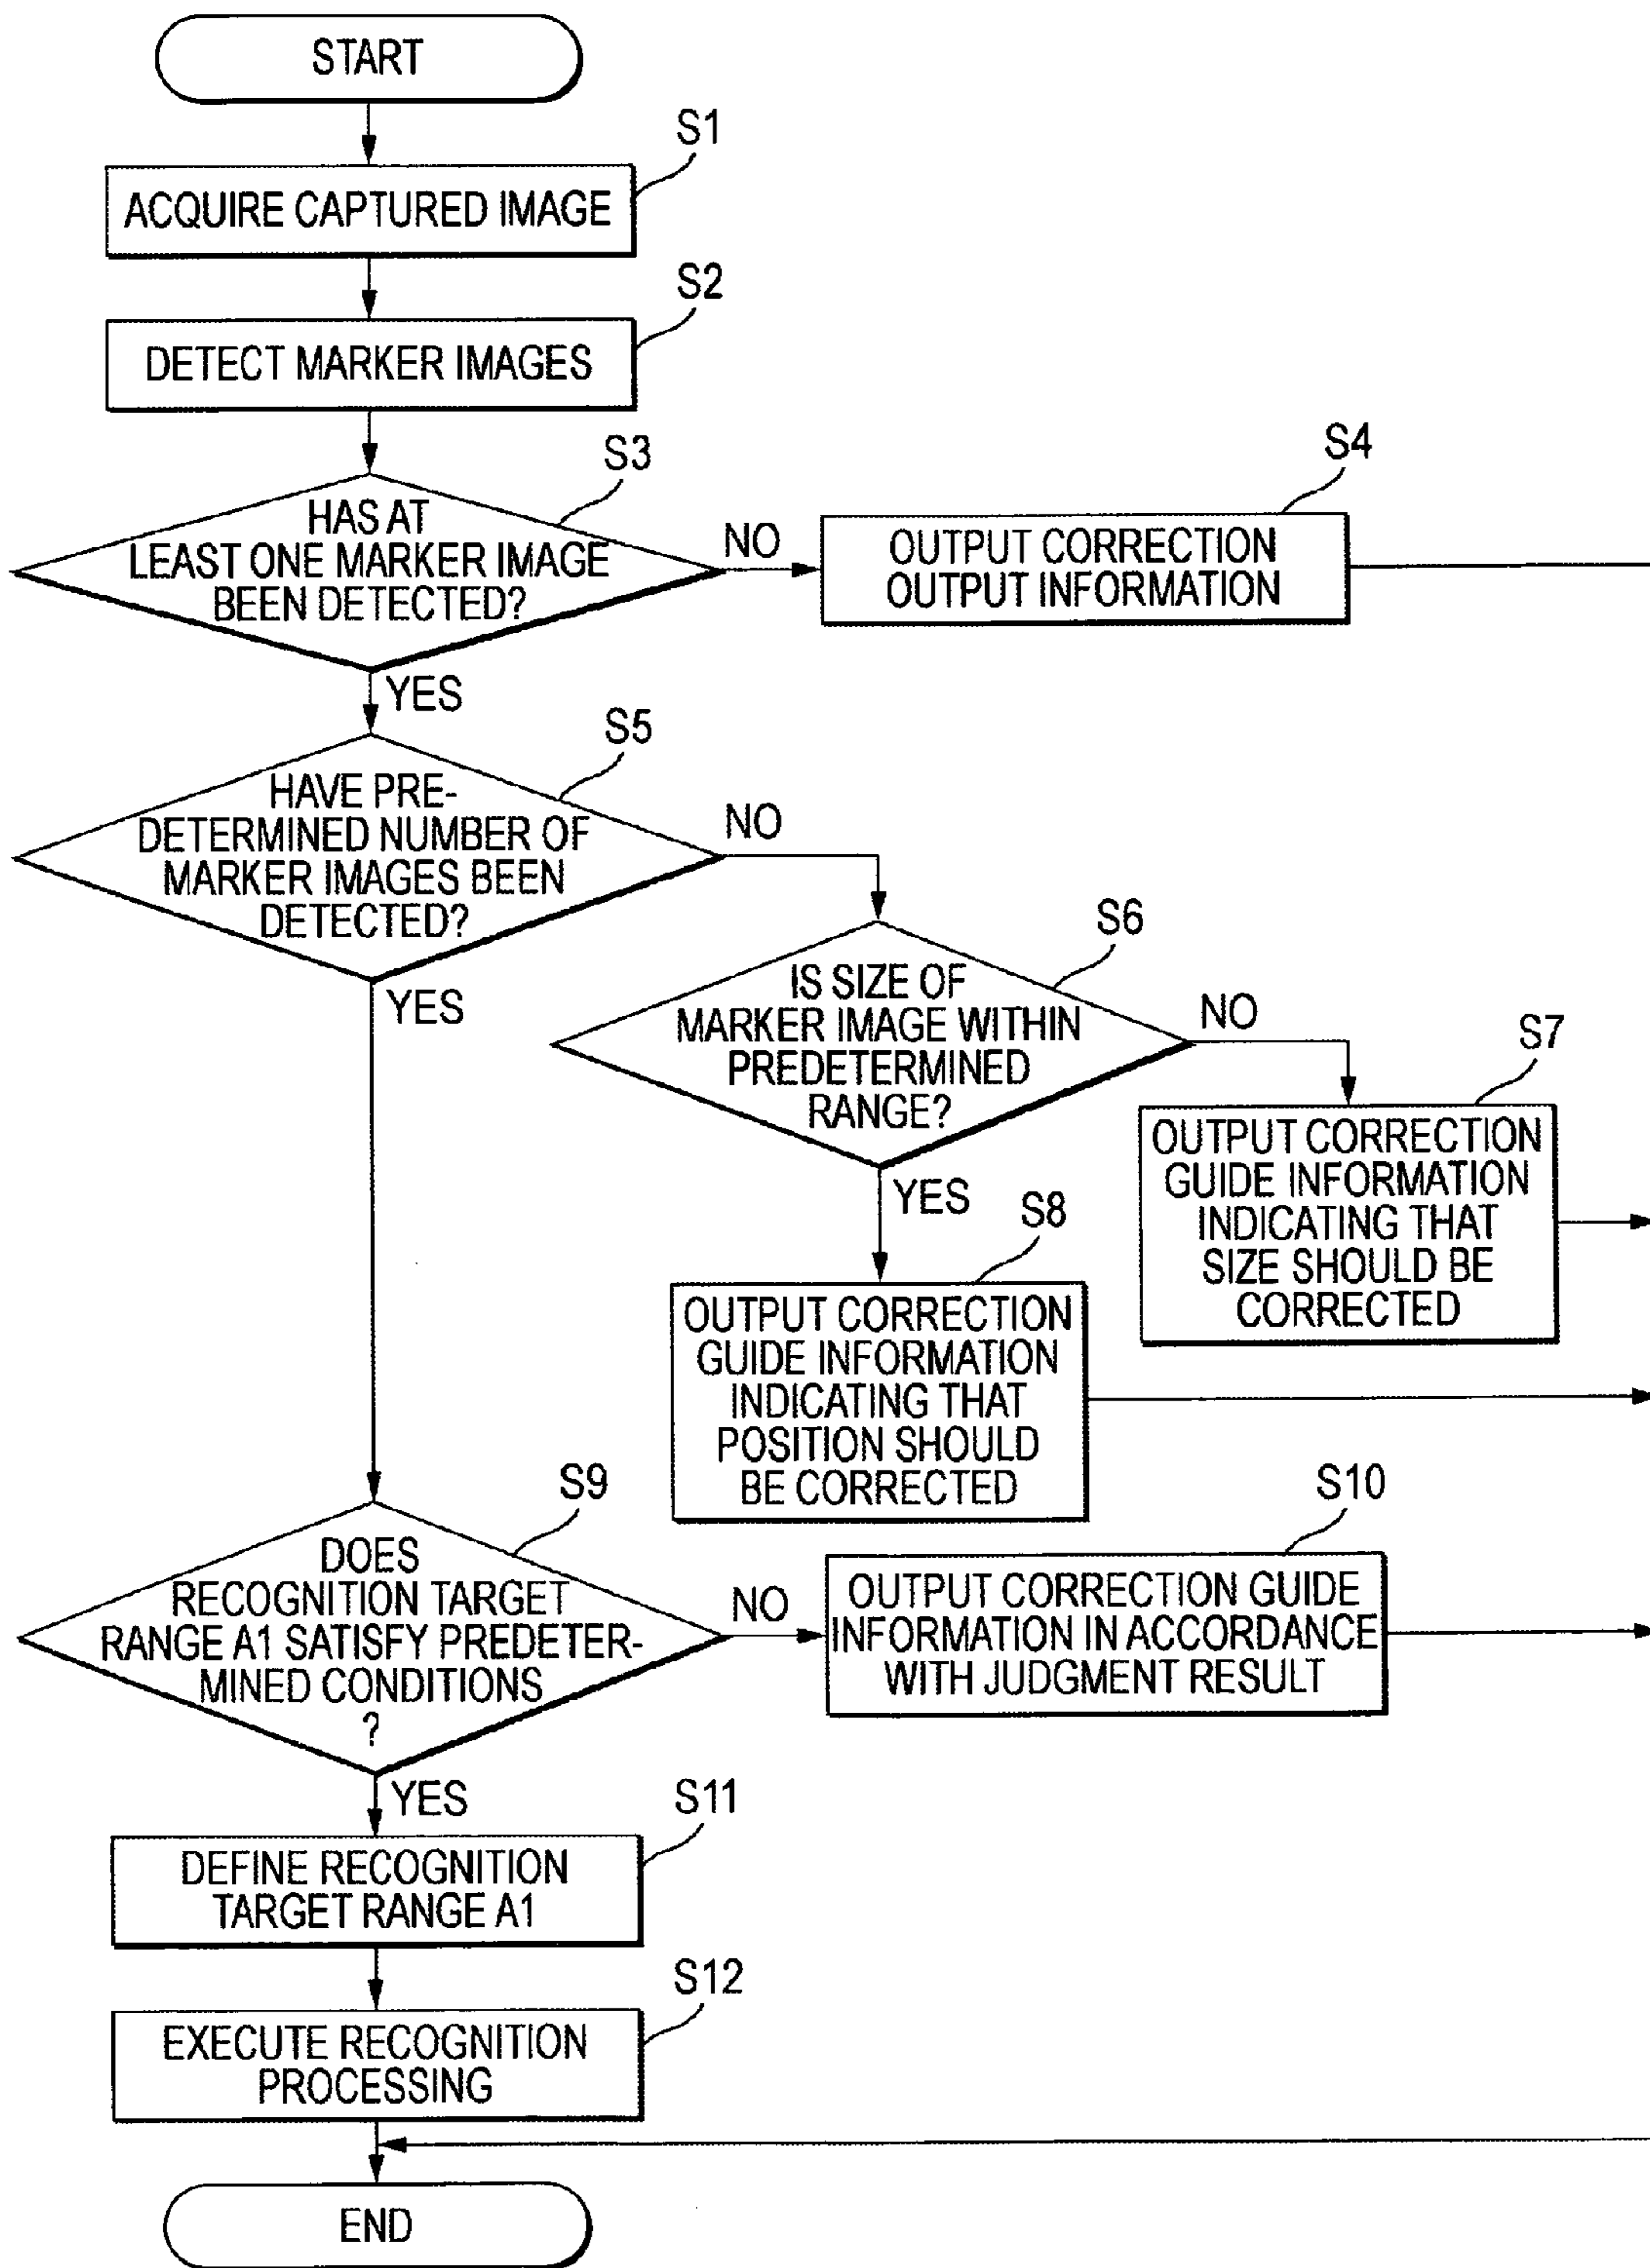 START
S1
ACQUIRE CAPTURED IMAGE
S2
DETECT MARKER IMAGES
S3
HAS AT
LEAST ONE MARKER IMAGE
BEEN DETECTED?
NO
S4
OUTPUT CORRECTION
OUTPUT INFORMATION
YES
S5
HAVE PRE-
DETERMINED NUMBER OF
MARKER IMAGES BEEN
DETECTED?
NO
YES
S6
IS SIZE OF
MARKER IMAGE WITHIN
PREDETERMINED
RANGE?
NO
S7
OUTPUT CORRECTION
GUIDE INFORMATION
INDICATING THAT
SIZE SHOULD BE
CORRECTED
YES
S8
OUTPUT CORRECTION
GUIDE INFORMATION
INDICATING THAT
POSITION SHOULD
BE CORRECTED
S9
DOES
RECOGNITION TARGET
RANGE A1 SATISFY PREDETER-
MINED CONDITIONS
?
NO
S10
OUTPUT CORRECTION GUIDE
INFORMATION IN ACCORDANCE
WITH JUDGMENT RESULT
YES
S11
DEFINE RECOGNITION
TARGET RANGE A1
S12
EXECUTE RECOGNITION
PROCESSING
END